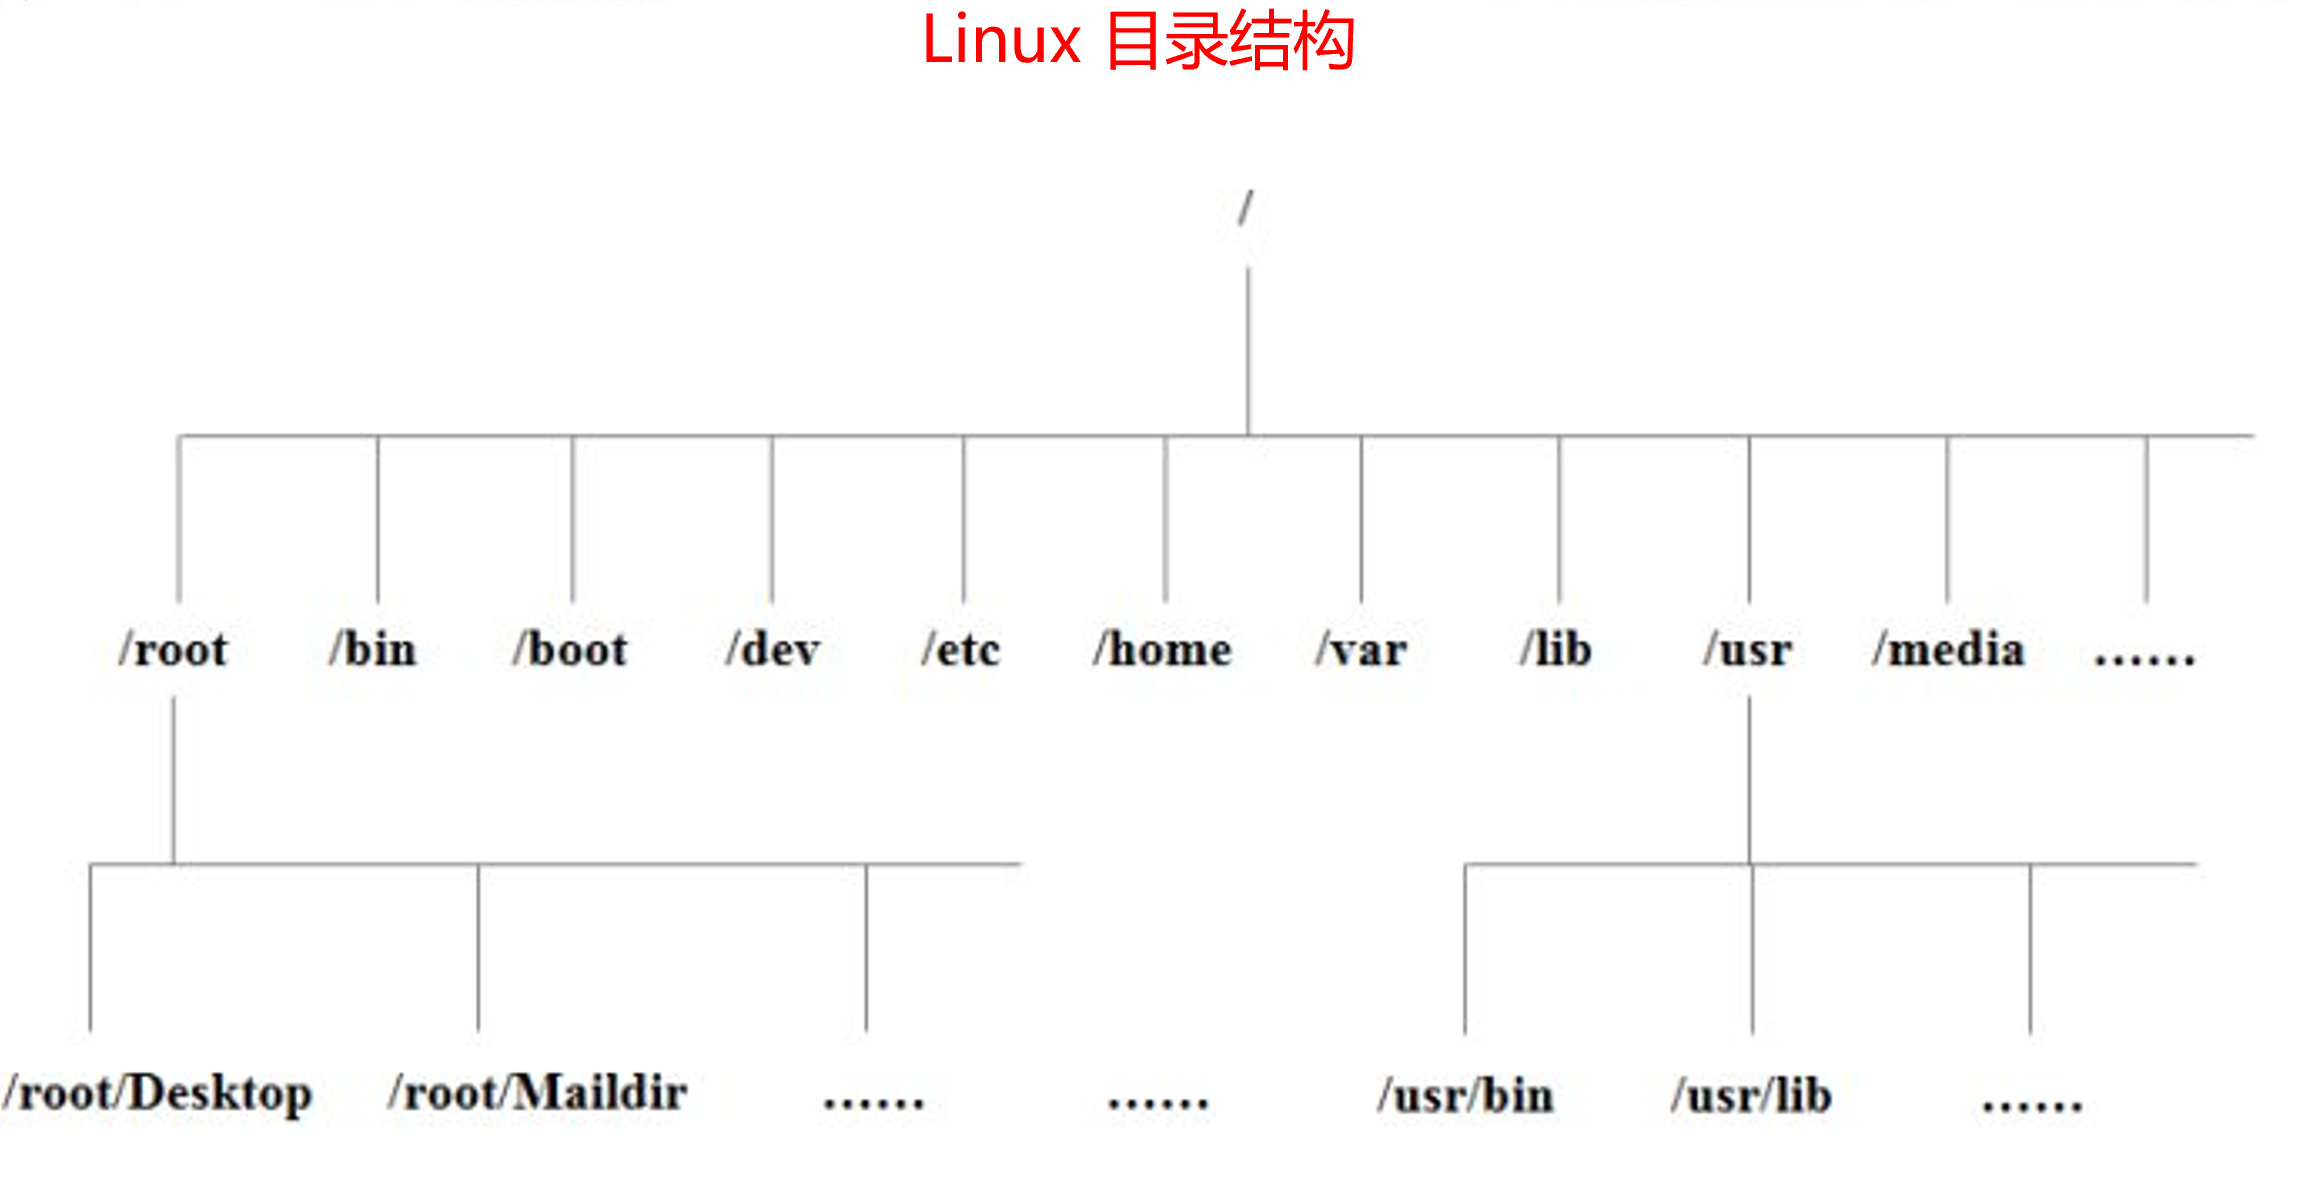 Linux 目录结构
/
/root /bin /boot /dev /etc /home /var /lib /usr /media ......
/root/Desktop /root/Maildir ...... ...... /usr/bin /usr/lib ......